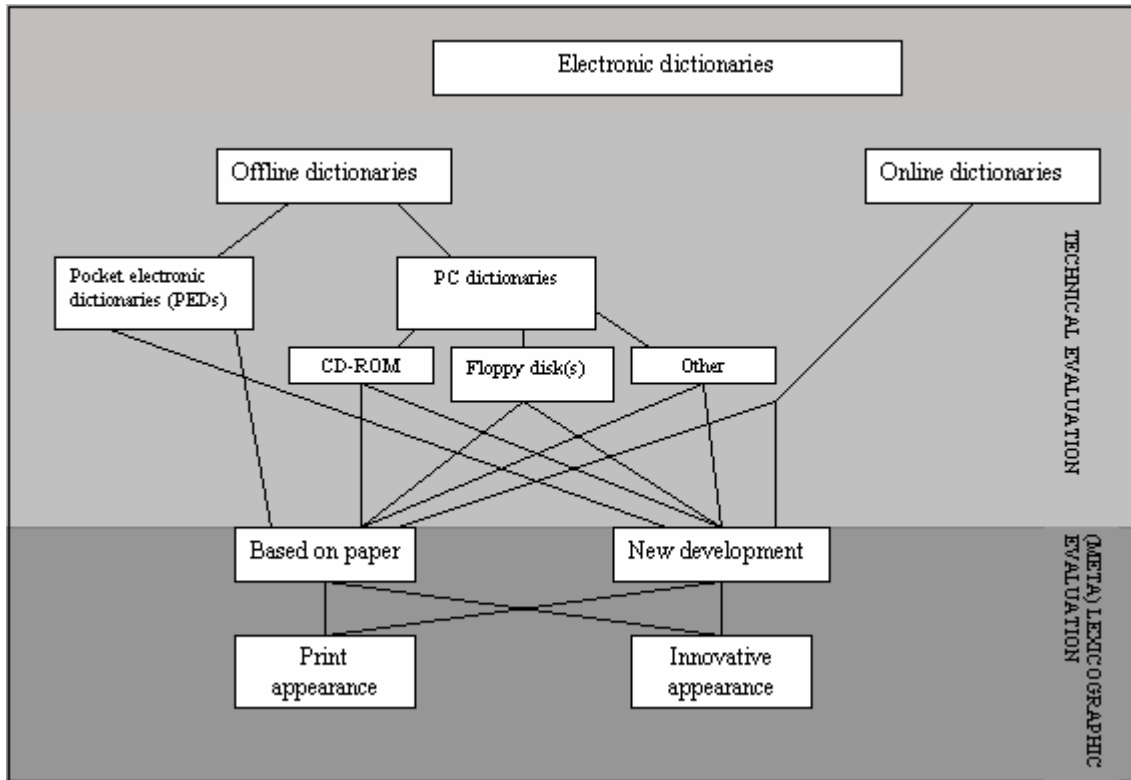 Electronic dictionaries
Offline dictionaries
Online dictionaries
Pocket electronic
dictionaries (PEDs)
PC dictionaries
CD-ROM
Floppy disk(s)
Other
TECHNICAL EVALUATION
Based on paper
New development
Print
appearance
Innovative
appearance
(META) LEXICOGRAPHIC
EVALUATION